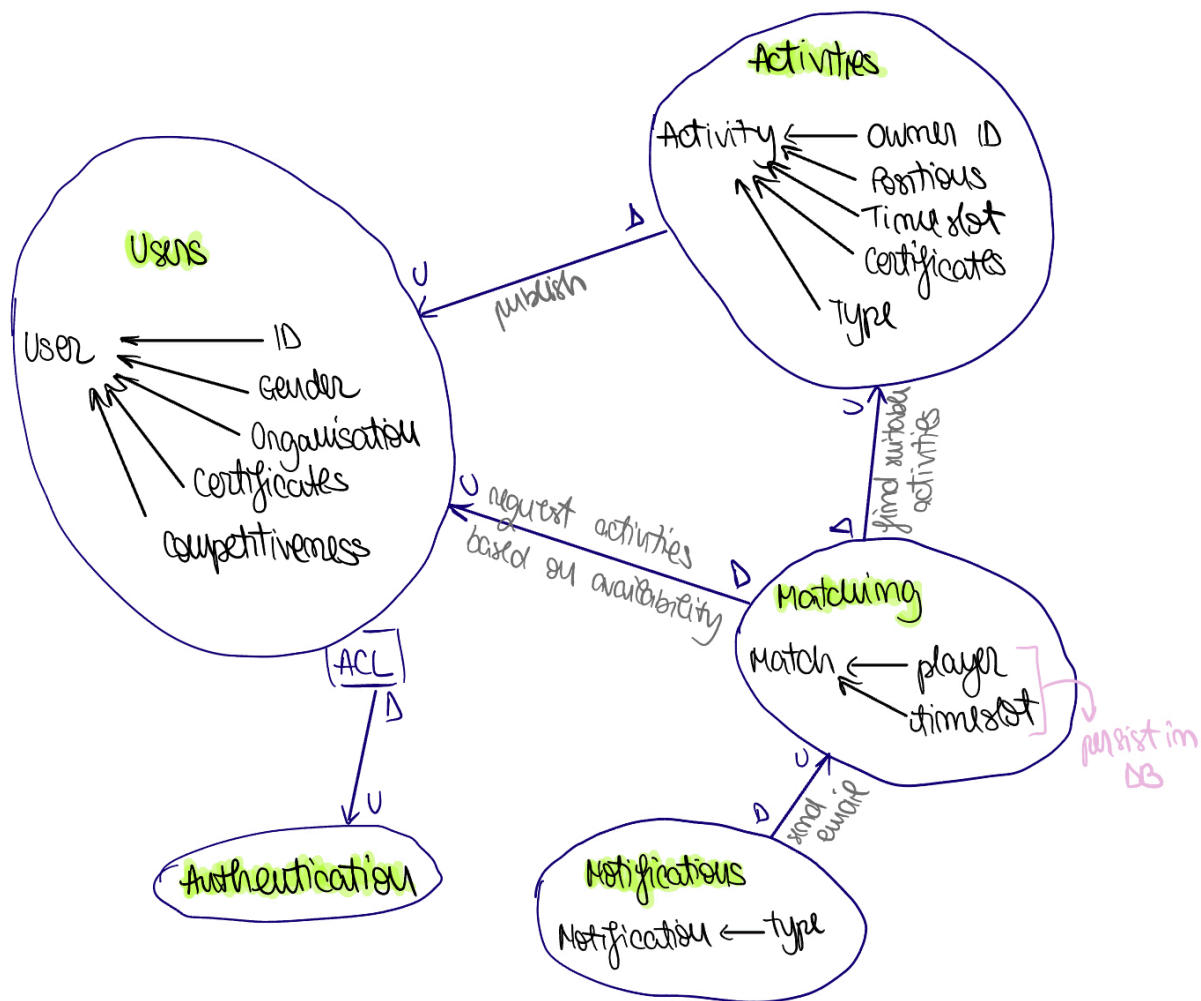 Activities
Activity
Owner ID
Positions
Timeslot
Certificates
Type
D
U
publish
Users
User
ID
Gender
Organisation
Certificates
Competitiveness
U
find suitable
activities
D
U
request activities
based on availability
D
Matching
Match
player
timeslot
persist in
DB
ACL
D
U
Authentication
U
D
send
email
Notifications
Notification
type